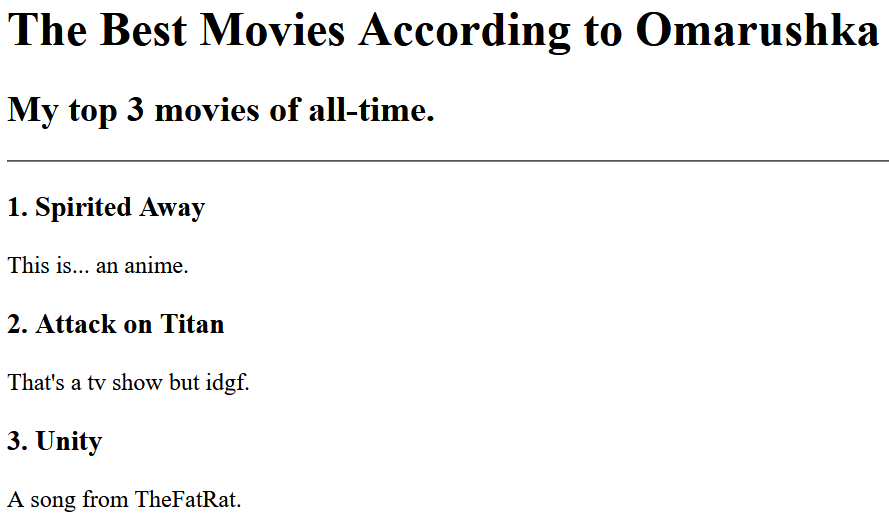 The Best Movies According to Omarushka
My top 3 movies of all-time.
1. Spirited Away
This is... an anime.
2. Attack on Titan
That's a tv show but idgf.
3. Unity
A song from TheFatRat.